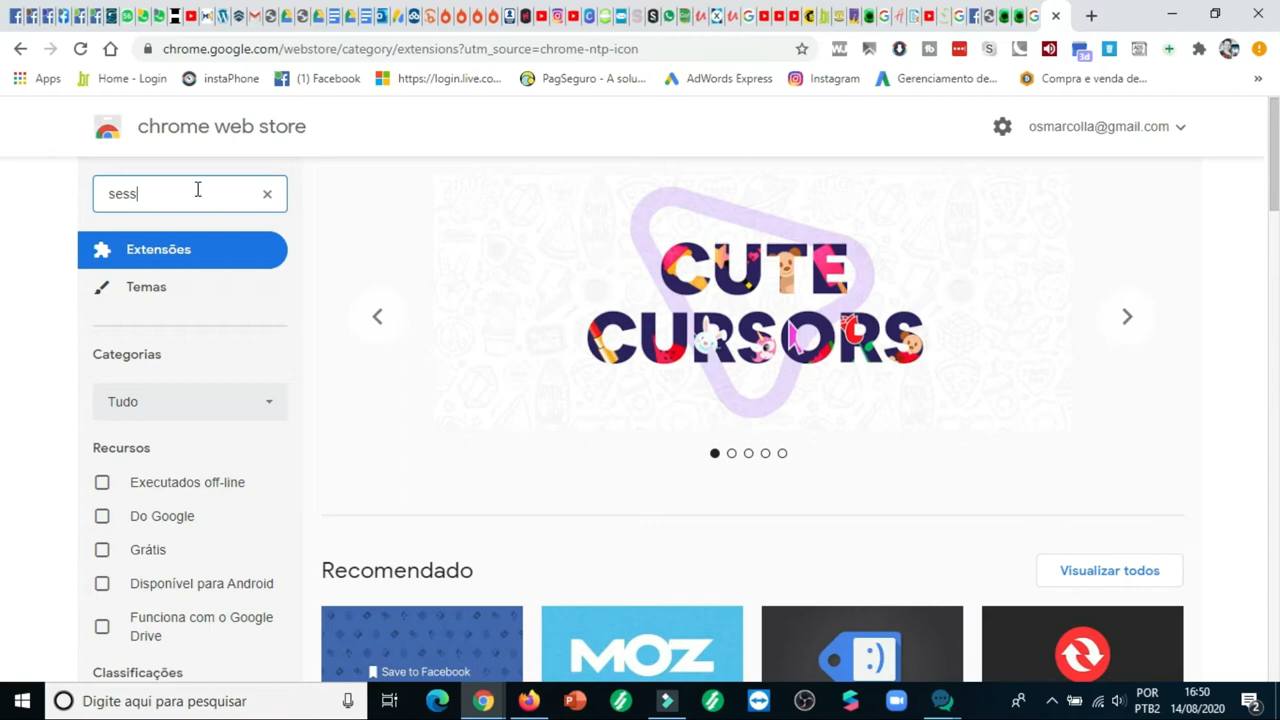 chrome.google.com/webstore/category/extensions?utm_source=chrome-ntp-icon
Apps
Home - Login
instaPhone
(1) Facebook
https://login.live.co...
PagSeguro - A solu...
AdWords Express
Instagram
Gerenciamento de...
Compra e venda de...
»
chrome web store
osmarcolla@gmail.com
sess
Extensões
Temas
Categorias
Tudo
Recursos
Executados off-line
Do Google
Grátis
Disponível para Android
Funciona com o Google
Drive
Classificações
CUTE
CURSORS
Recomendado
Visualizar todos
Save to Facebook
MOZ
Digite aqui para pesquisar
POR
PTB2
16:50
14/08/2020
2